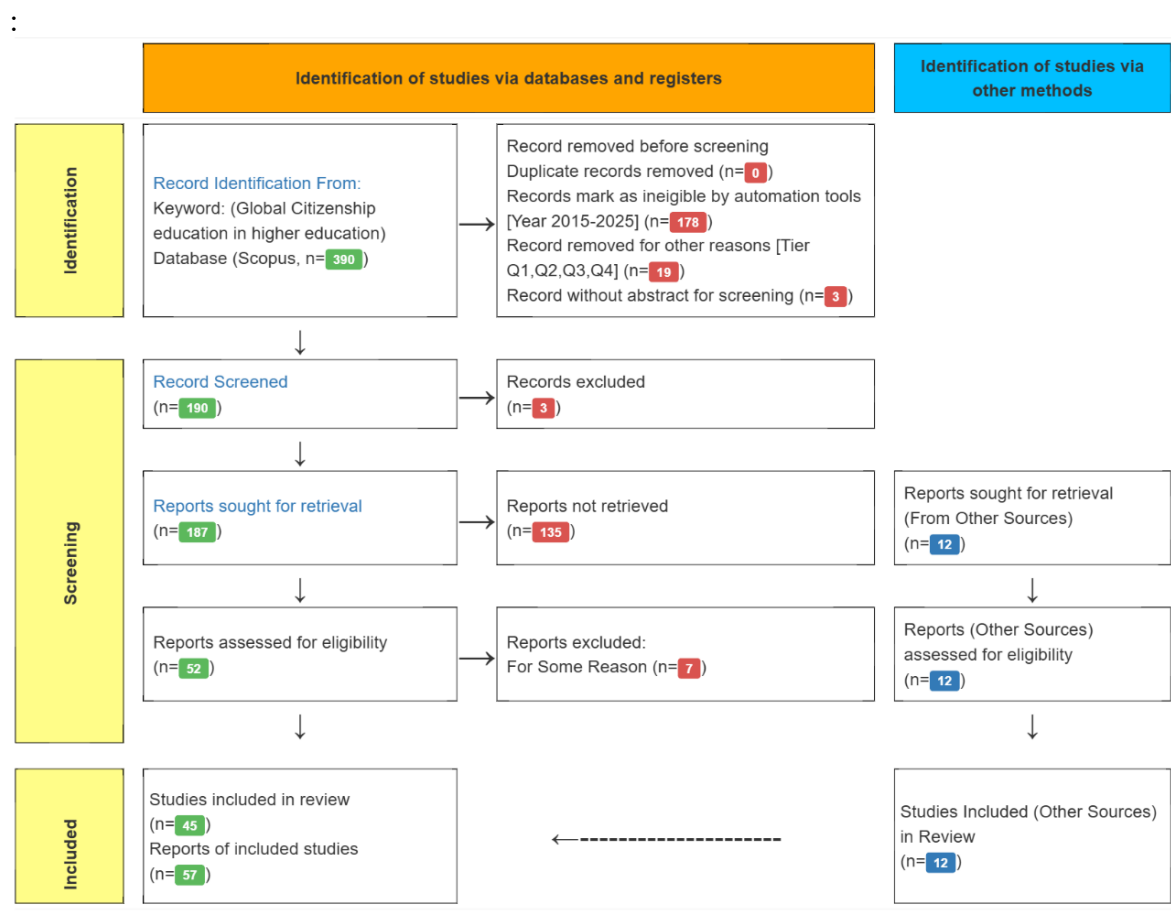 :
Identification of studies via databases and registers
Identification of studies via
other methods
Identification
Record Identification From:
Keyword: (Global Citizenship
education in higher education)
Database (Scopus, n= 390 )
Record removed before screening
Duplicate records removed (n= 0 )
Records mark as ineigible by automation tools
[Year 2015-2025] (n= 178 )
Record removed for other reasons [Tier
Q1,Q2,Q3,Q4] (n= 19 )
Record without abstract for screening (n= 3 )
Screening
Record Screened
(n= 190 )
Records excluded
(n= 3 )
Reports sought for retrieval
(n= 187 )
Reports not retrieved
(n= 135 )
Reports sought for retrieval
(From Other Sources)
(n= 12 )
Reports assessed for eligibility
(n= 52 )
Reports excluded:
For Some Reason (n= 7 )
Reports (Other Sources)
assessed for eligibility
(n= 12 )
Included
Studies included in review
(n= 45 )
Reports of included studies
(n= 57 )
Studies Included (Other Sources)
in Review
(n= 12 )